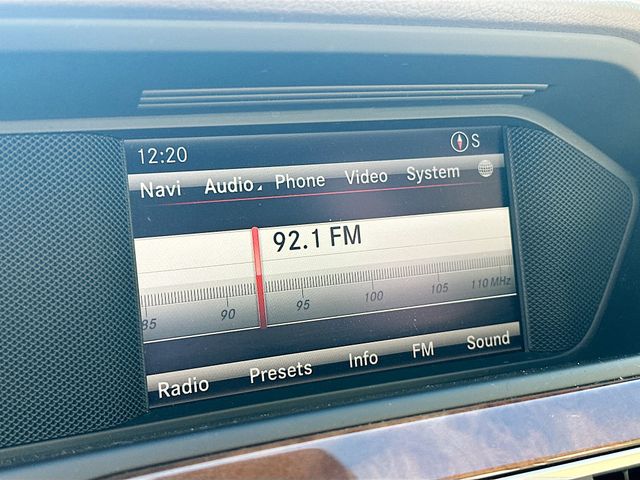 12:20 S
Navi Audio Phone Video System
92.1 FM
85 90 95 100 105 110 MHz
Radio Presets Info FM Sound